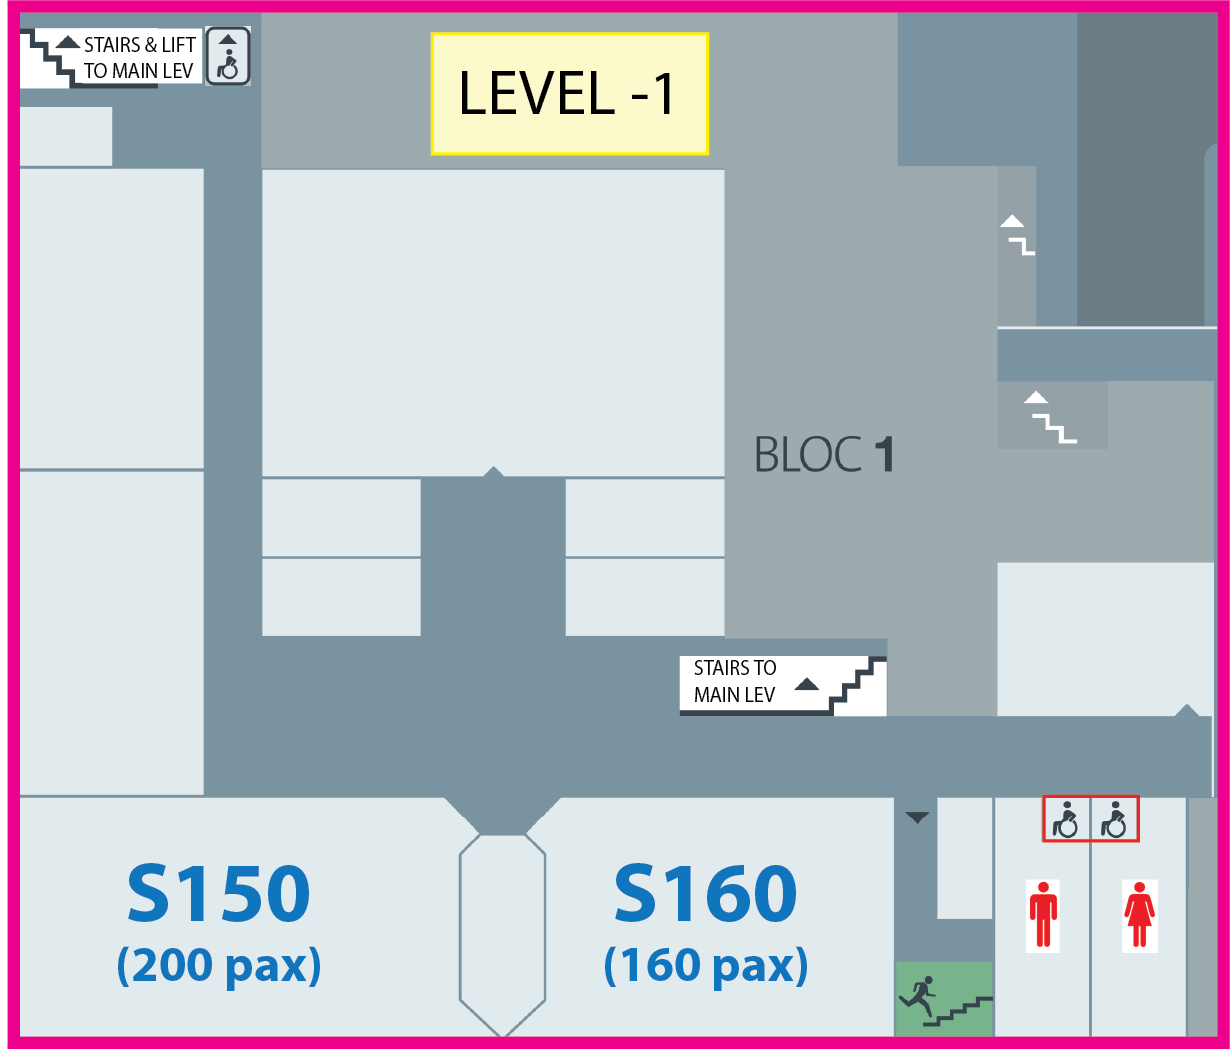 STAIRS & LIFT
TO MAIN LEV
LEVEL -1
BLOC 1
STAIRS TO
MAIN LEV
S150
(200 pax)
S160
(160 pax)